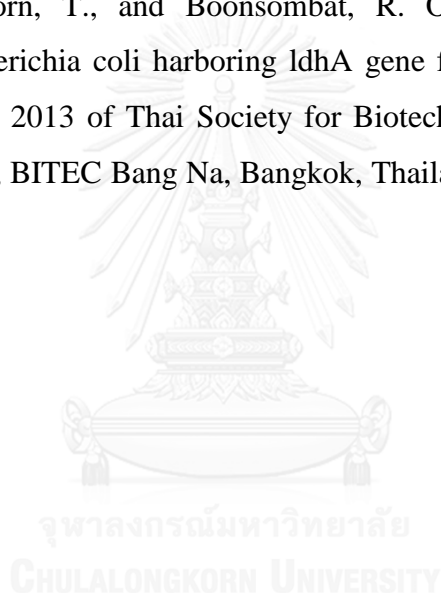 orn, T., and Boonsombat, R. O
erichia coli harboring ldhA gene f
2013 of Thai Society for Biotech
, BITEC Bang Na, Bangkok, Thaila
จุฬาลงกรณ์มหาวิทยาลัย
CHULALONGKORN UNIVERSITY